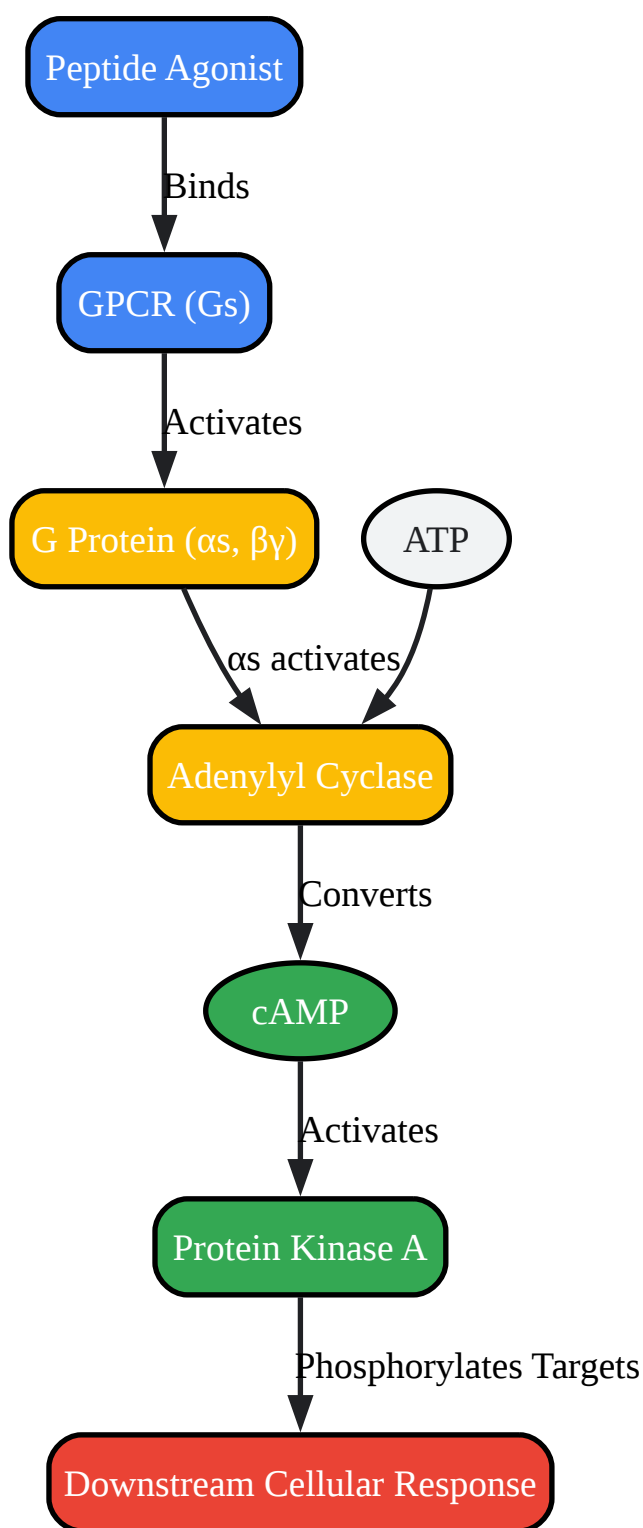 Peptide Agonist
Binds
GPCR (Gs)
Activates
G Protein (αs, βγ)
ATP
αs activates
Adenylyl Cyclase
Converts
cAMP
Activates
Protein Kinase A
Phosphorylates Targets
Downstream Cellular Response